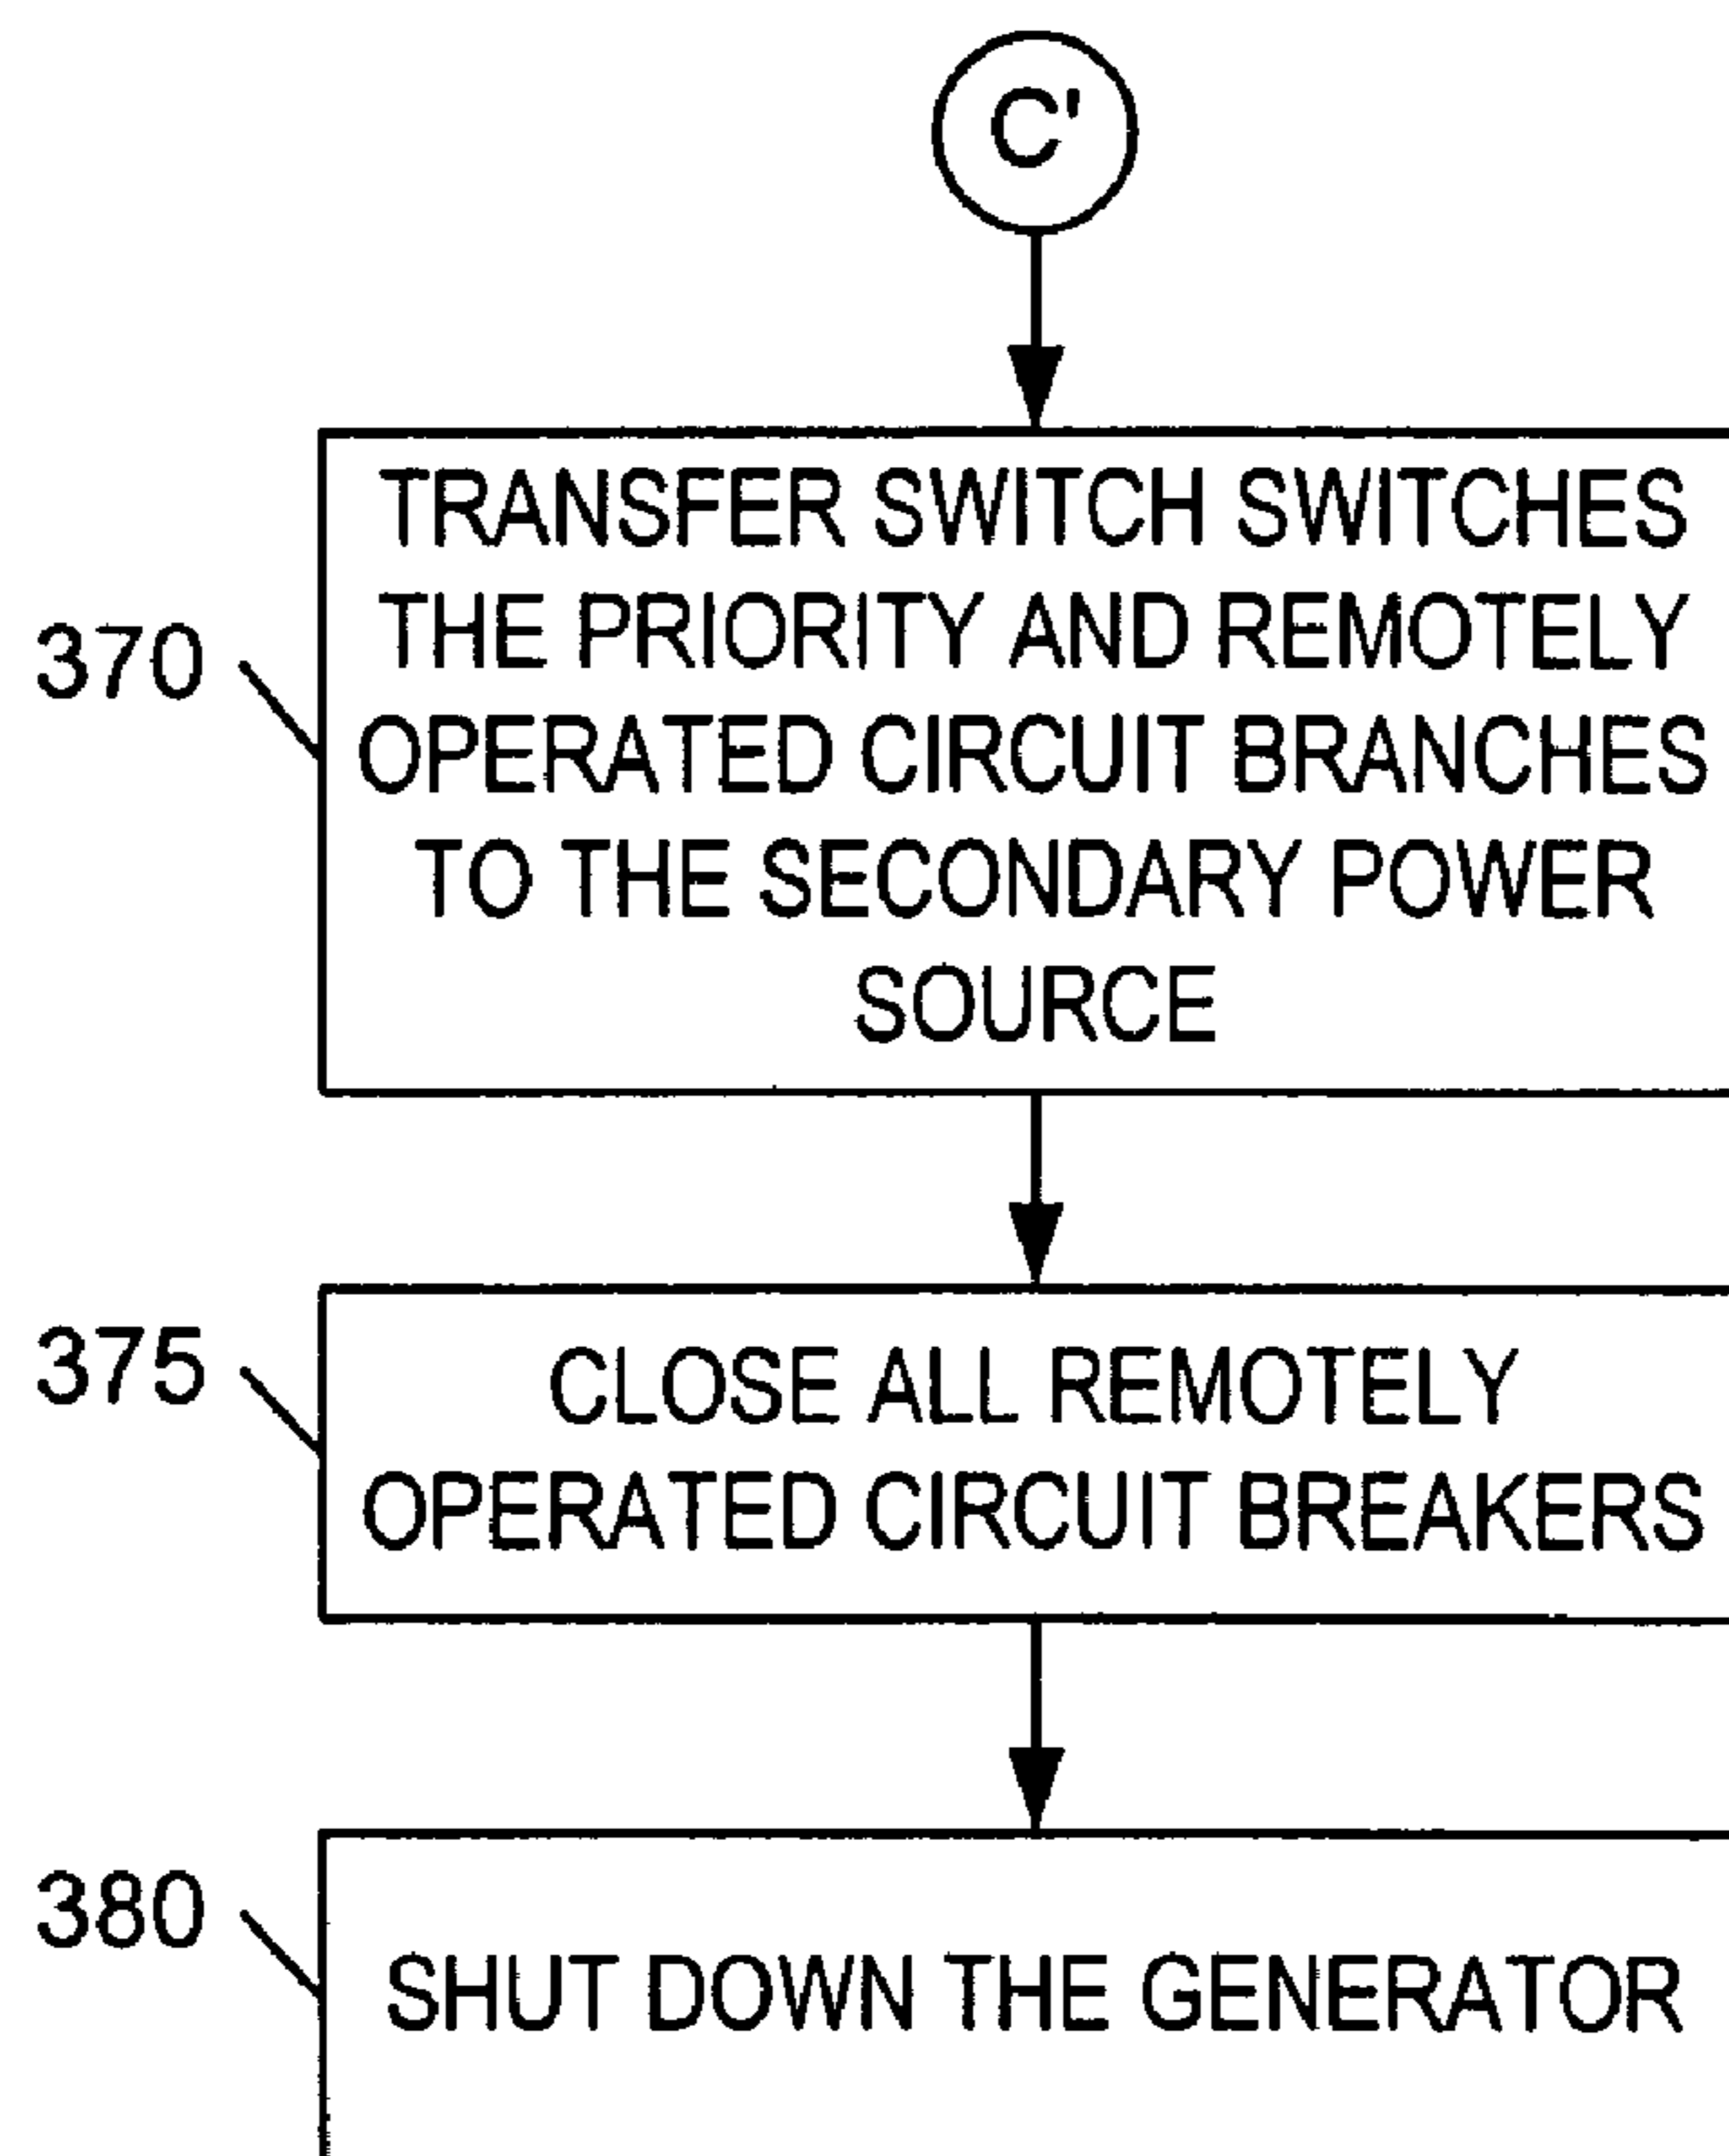 C'
370
TRANSFER SWITCH SWITCHES
THE PRIORITY AND REMOTELY
OPERATED CIRCUIT BRANCHES
TO THE SECONDARY POWER
SOURCE
375
CLOSE ALL REMOTELY
OPERATED CIRCUIT BREAKERS
380
SHUT DOWN THE GENERATOR